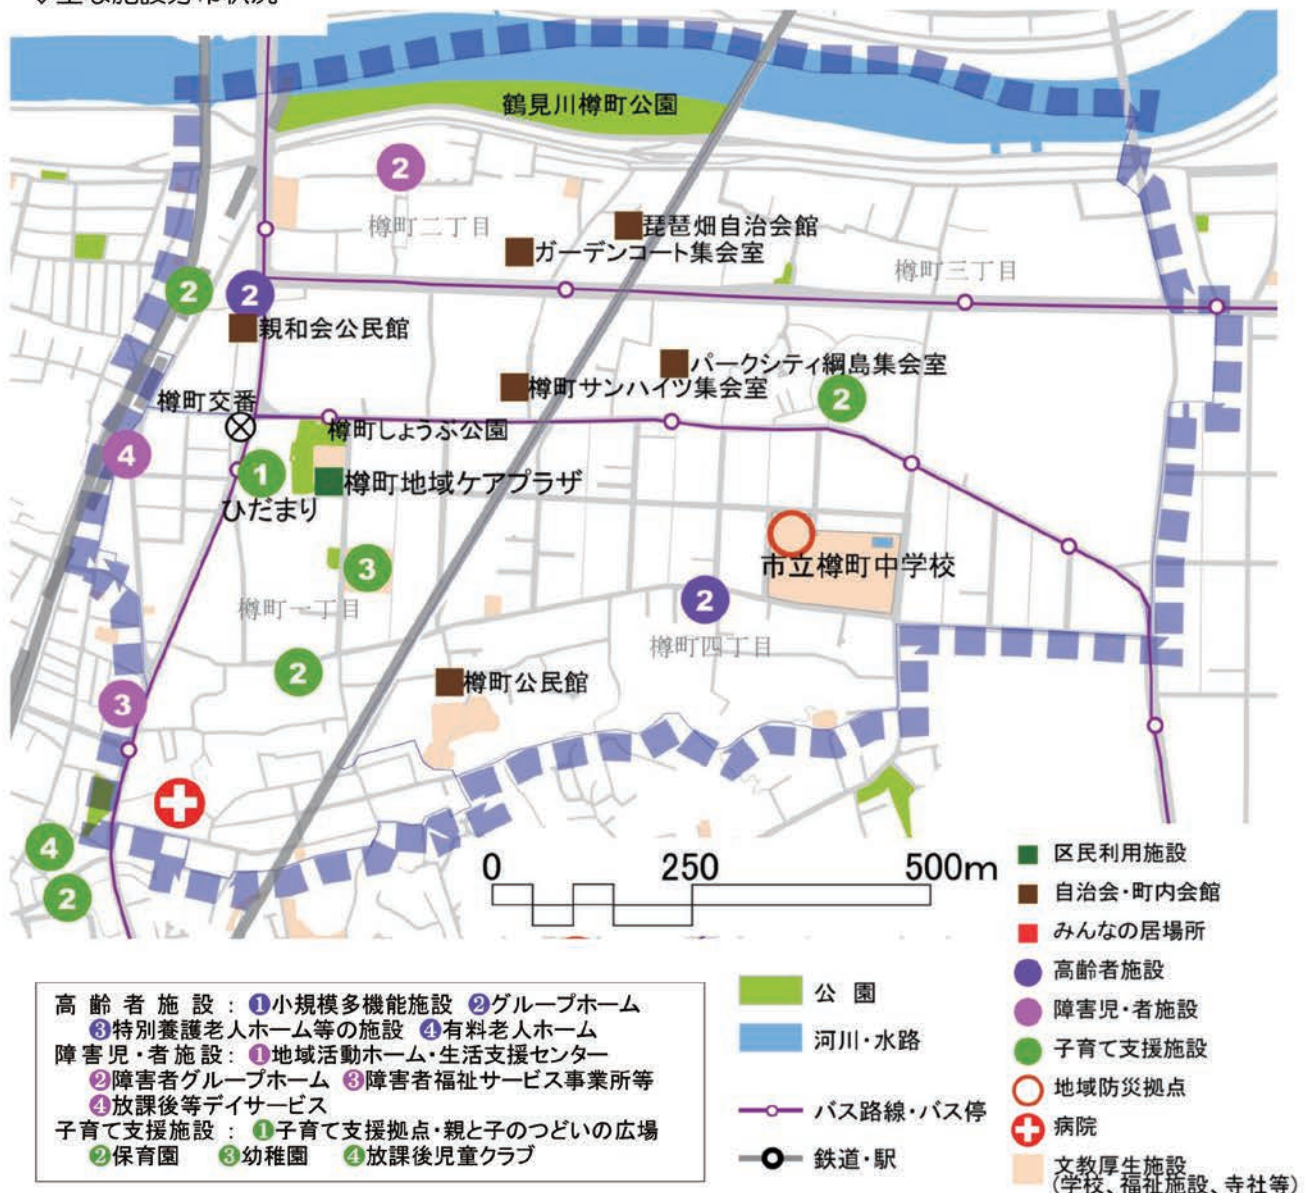 鶴見川樽町公園
2
樽町二丁目
琵琶畑自治会館
ガーデンコート集会室
樽町三丁目
2
2
親和会公民館
パークシティ綱島集会室
樽町サンハイツ集会室
2
樽町交番
樽町しょうぶ公園
4
1
樽町地域ケアプラザ
ひだまり
3
市立樽町中学校
樽町一丁目
2
樽町四丁目
2
樽町公民館
3
4
2
0 250 500m
区民利用施設
自治会・町内会館
みんなの居場所
高齢者施設
障害児・者施設
子育て支援施設
地域防災拠点
病院
文教厚生施設
(学校、福祉施設、寺社等)
公園
河川・水路
バス路線・バス停
鉄道・駅
高齢者施設：❶小規模多機能施設 ❷グループホーム
❸特別養護老人ホーム等の施設 ❹有料老人ホーム
障害児・者施設：❶地域活動ホーム・生活支援センター
❷障害者グループホーム ❸障害者福祉サービス事業所等
❹放課後等デイサービス
子育て支援施設：❶子育て支援拠点・親と子のつどいの広場
❷保育園 ❸幼稚園 ❹放課後児童クラブ